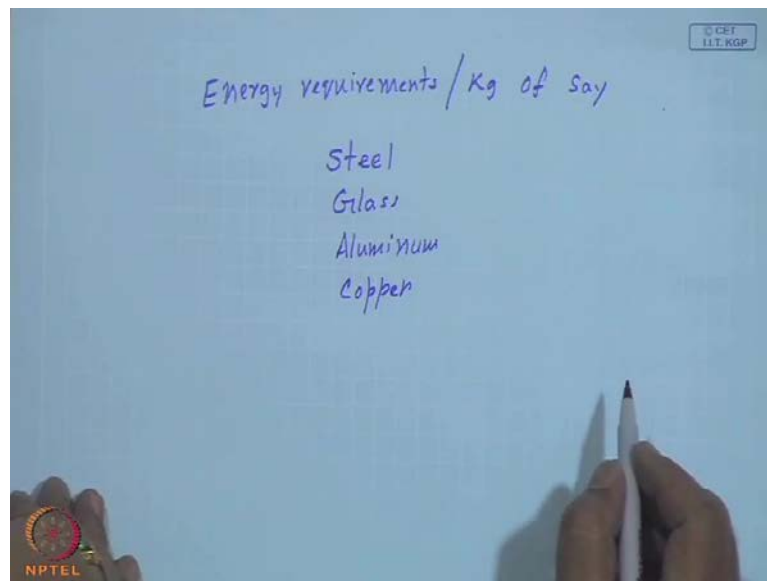 © CET
I.I.T. KGP
Energy requirements / Kg of say
Steel
Glass
Aluminum
Copper
NPTEL